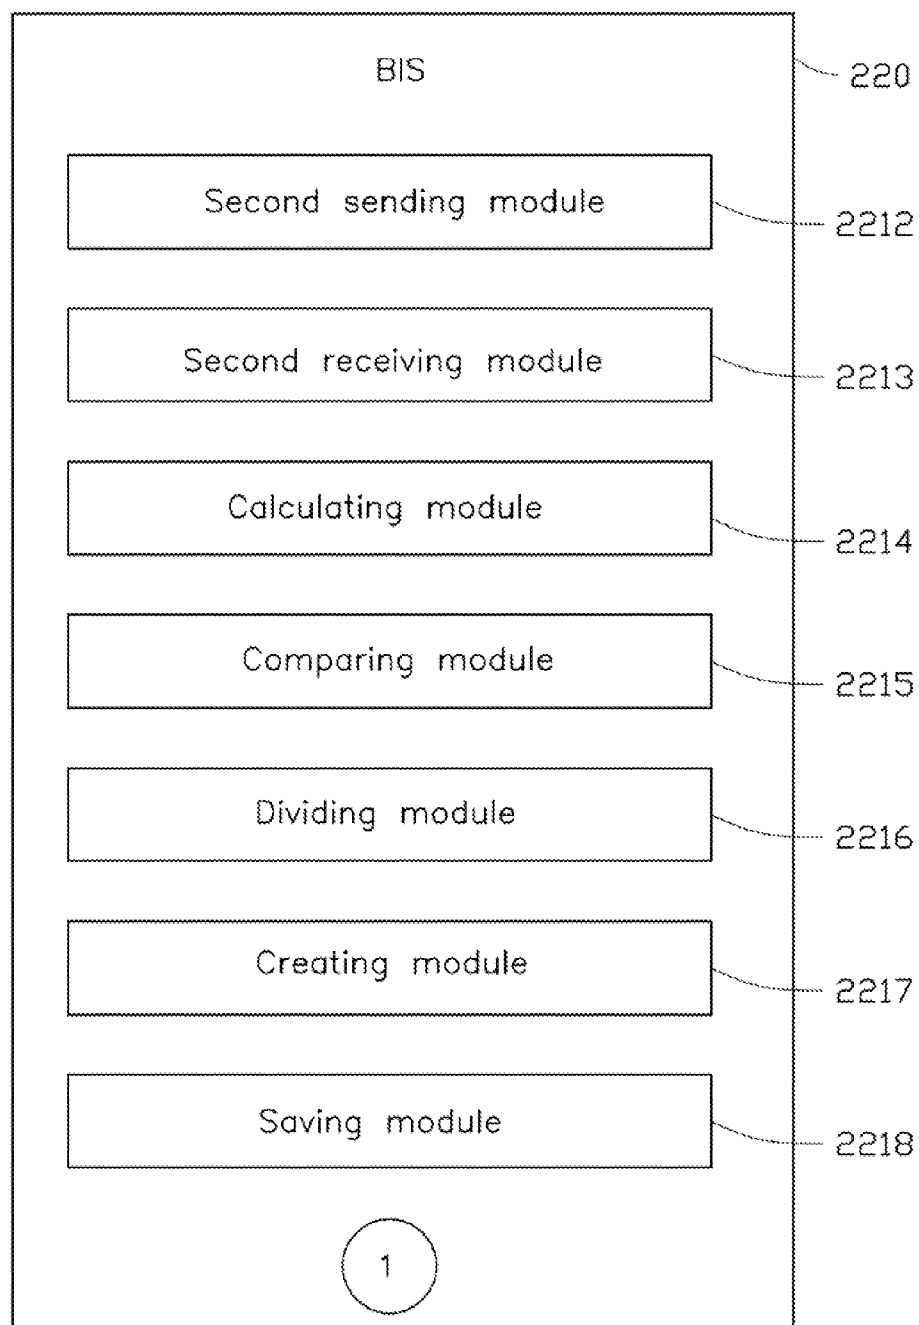 BIS
220
Second sending module
2212
Second receiving module
2213
Calculating module
2214
Comparing module
2215
Dividing module
2216
Creating module
2217
Saving module
2218
1